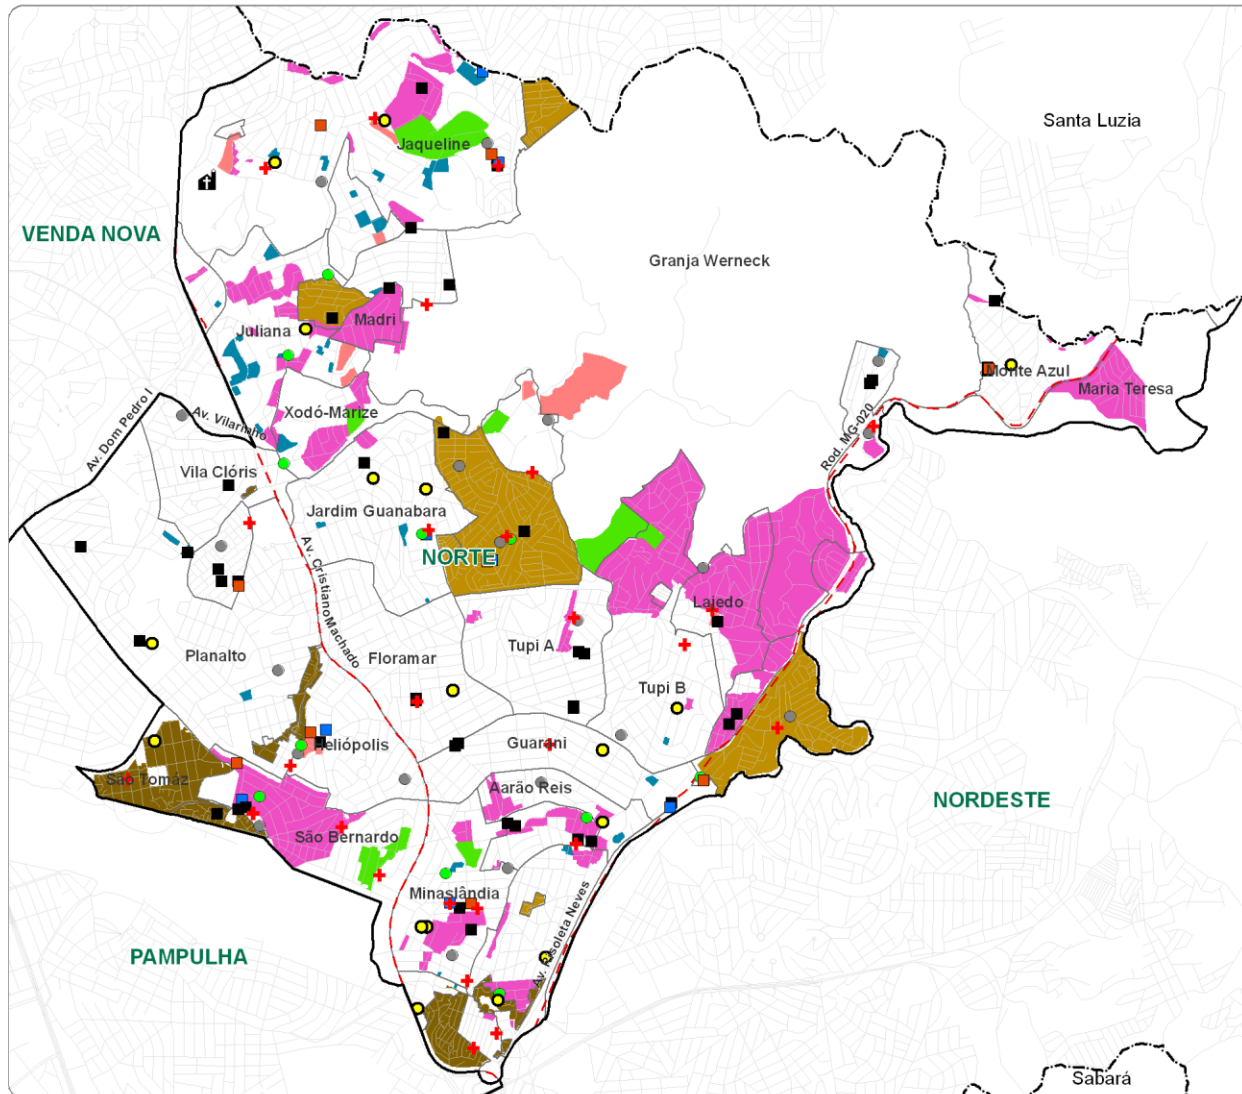 Santa Luzia
Jaqueline
VENDA NOVA
Granja Werneck
Madri
Juliana
Monte Azul
Maria Teresa
Av. Dom Pedro I
Av. Vilarinho
Xodó-Marize
Rod. MG-020
Vila Clóris
Jardim Guanabara
Av. Cristiano Machado
NORTE
Lajedo
Tupi A
Planalto
Floramar
Tupi B
Heliópolis
Guarani
São Tomáz
Aarão Reis
NORDESTE
São Bernardo
Minaslândia
Av. Risoleta Neves
PAMPULHA
Sabará